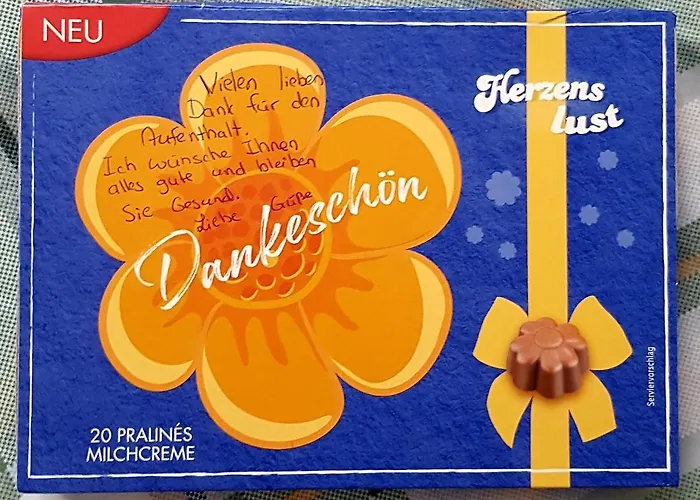 NEU
Herzens
lust
Vielen lieben
Dank für den
Aufenthalt.
Ich wünsche Ihnen
alles gute und bleiben
Sie Gesund.
Liebe Grüße
Dankeschön
20 PRALINÉS
MILCHCREME
Serviervorschlag